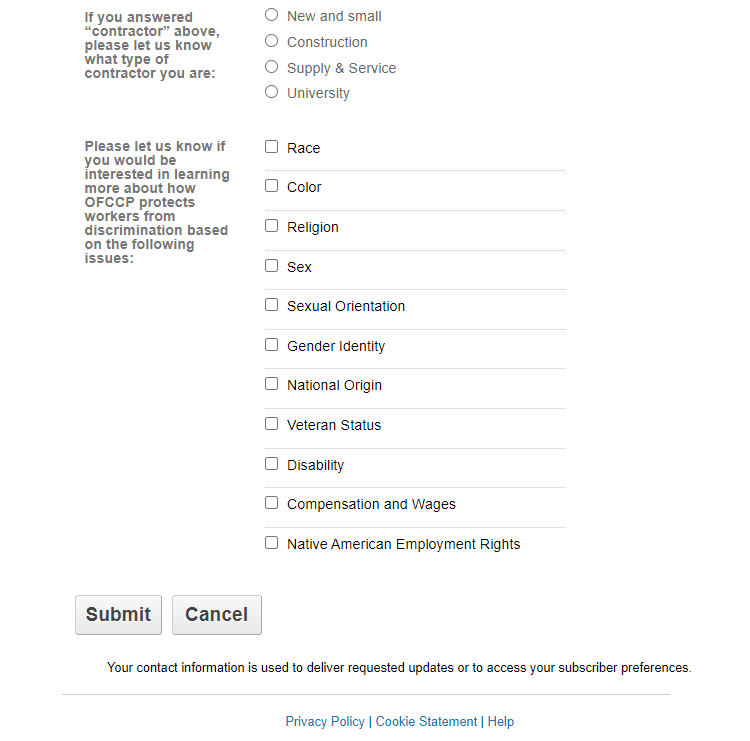 If you answered
“contractor” above,
please let us know
what type of
contractor you are:
New and small
Construction
Supply & Service
University
Please let us know if
you would be
interested in learning
more about how
OFCCP protects
workers from
discrimination based
on the following
issues:
Race
Color
Religion
Sex
Sexual Orientation
Gender Identity
National Origin
Veteran Status
Disability
Compensation and Wages
Native American Employment Rights
Submit Cancel
Your contact information is used to deliver requested updates or to access your subscriber preferences.
Privacy Policy | Cookie Statement | Help